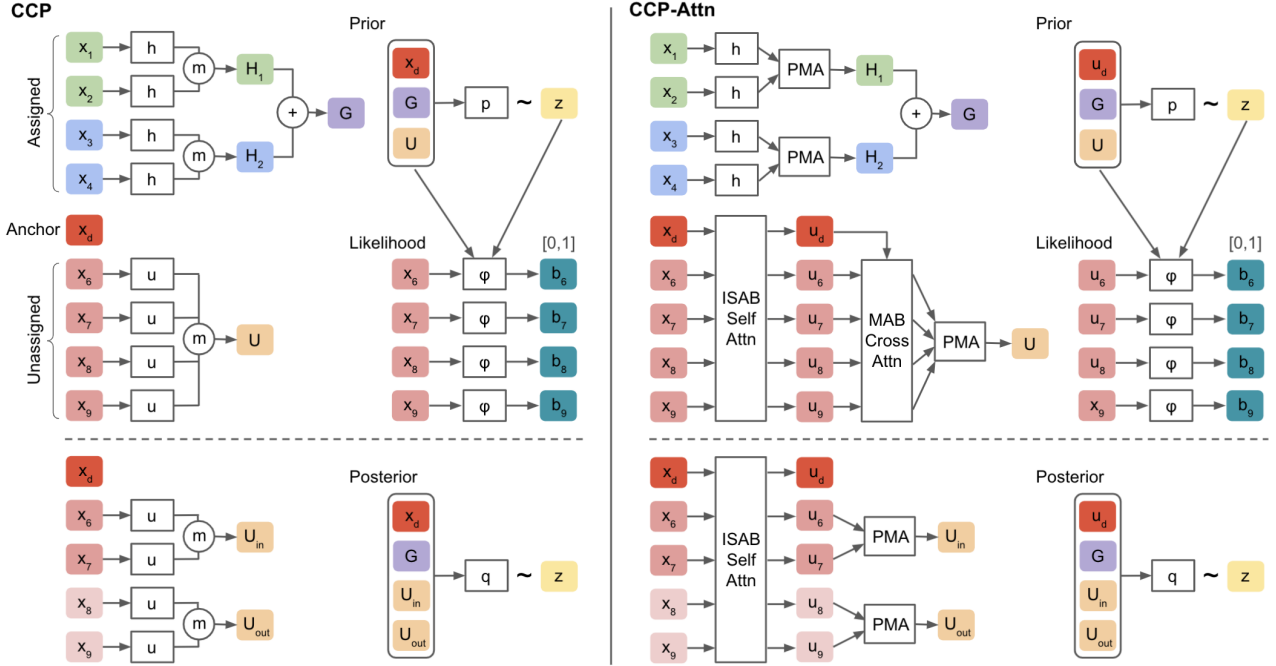 CCP
Prior
x1 h
m H1
x2 h
+ G
x3 h
m H2
x4 h
Assigned
xd
G
U
p ~ z
Anchor xd
Unassigned
x6 u
x7 u
m U
x8 u
x9 u
Likelihood [0,1]
x6 φ b6
x7 φ b7
x8 φ b8
x9 φ b9
xd
x6 u
m Uin
x7 u
x8 u
m Uout
x9 u
Posterior
xd
G
Uin
Uout
q ~ z
CCP-Attn
Prior
x1 h
PMA H1
x2 h
+ G
x3 h
PMA H2
x4 h
ud
G
U
p ~ z
xd ud
x6 u6
x7 u7
x8 u8
x9 u9
ISAB
Self
Attn
MAB
Cross
Attn
PMA U
Likelihood [0,1]
u6 φ b6
u7 φ b7
u8 φ b8
x9 φ b9
xd ud
x6 u6
x7 u7
x8 u8
x9 u9
ISAB
Self
Attn
PMA Uin
PMA Uout
Posterior
ud
G
Uin
Uout
q ~ z